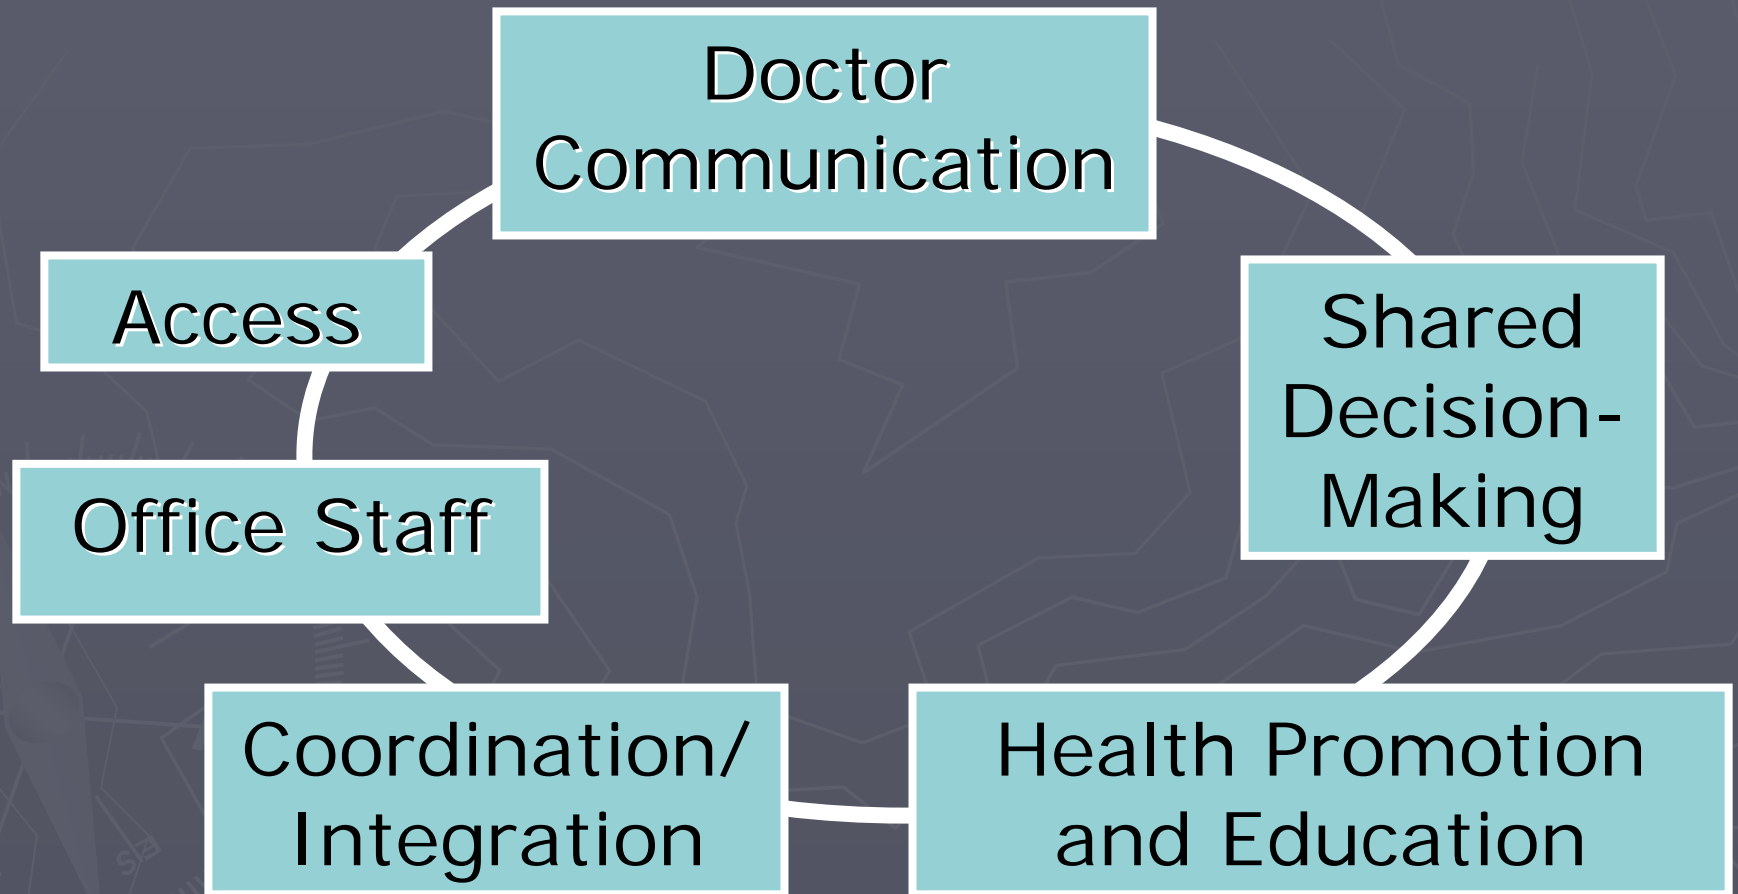 Doctor
Communication
Access
Shared
Decision-
Making
Office Staff
Coordination/
Integration
Health Promotion
and Education